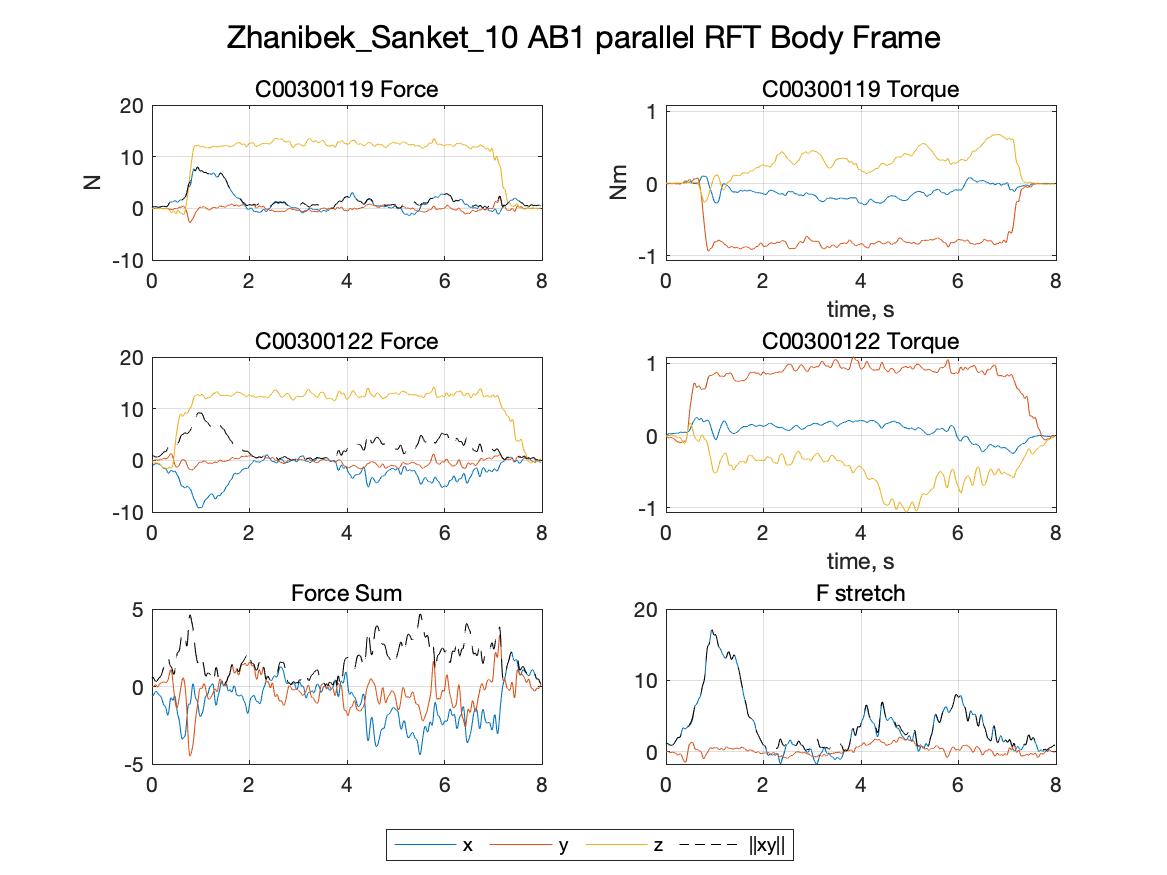 Zhanibek_Sanket_10 AB1 parallel RFT Body Frame
C00300119 Force
20
10
0
-10
N
0 2 4 6 8
C00300119 Torque
1
0
-1
Nm
0 2 4 6 8
time, s
C00300122 Force
20
10
0
-10
0 2 4 6 8
C00300122 Torque
1
0
-1
0 2 4 6 8
time, s
Force Sum
5
0
-5
0 2 4 6 8
F stretch
20
10
0
0 2 4 6 8
x y z ||xy||